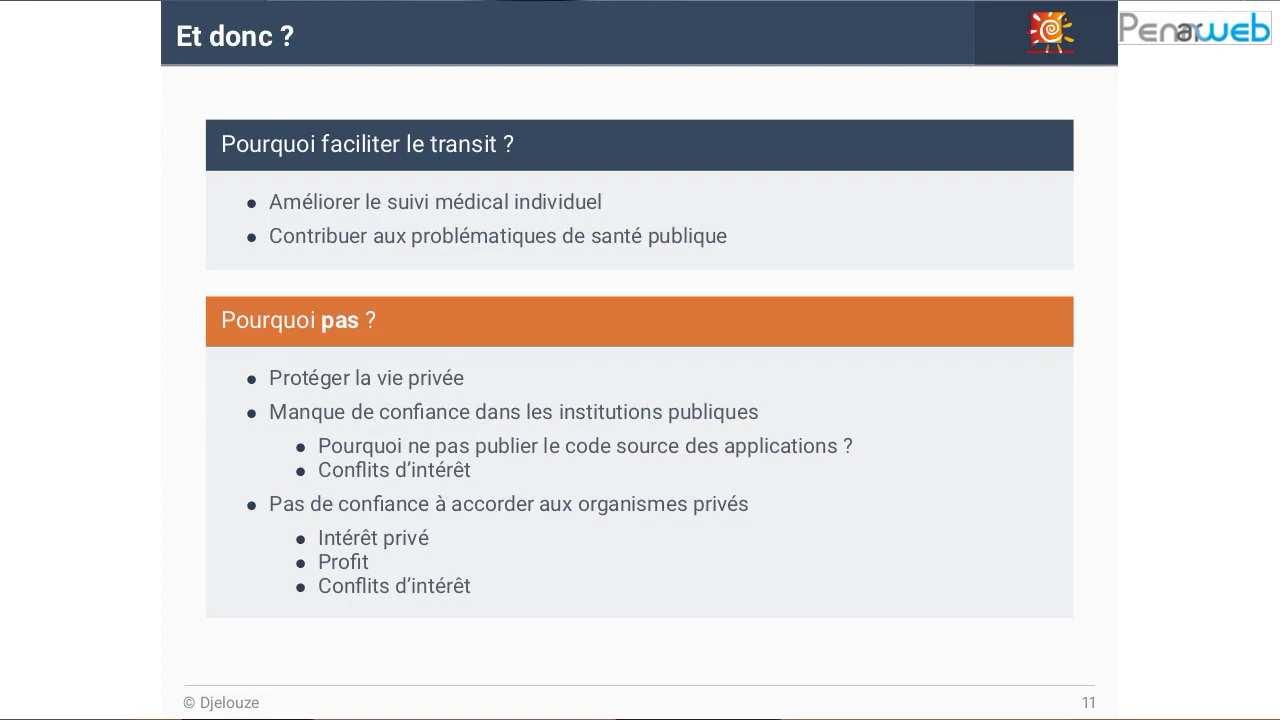 Et donc ?
Penarweb
Pourquoi faciliter le transit ?
● Améliorer le suivi médical individuel
● Contribuer aux problématiques de santé publique
Pourquoi pas ?
● Protéger la vie privée
● Manque de confiance dans les institutions publiques
● Pourquoi ne pas publier le code source des applications ?
● Conflits d’intérêt
● Pas de confiance à accorder aux organismes privés
● Intérêt privé
● Profit
● Conflits d’intérêt
© Djelouze
11